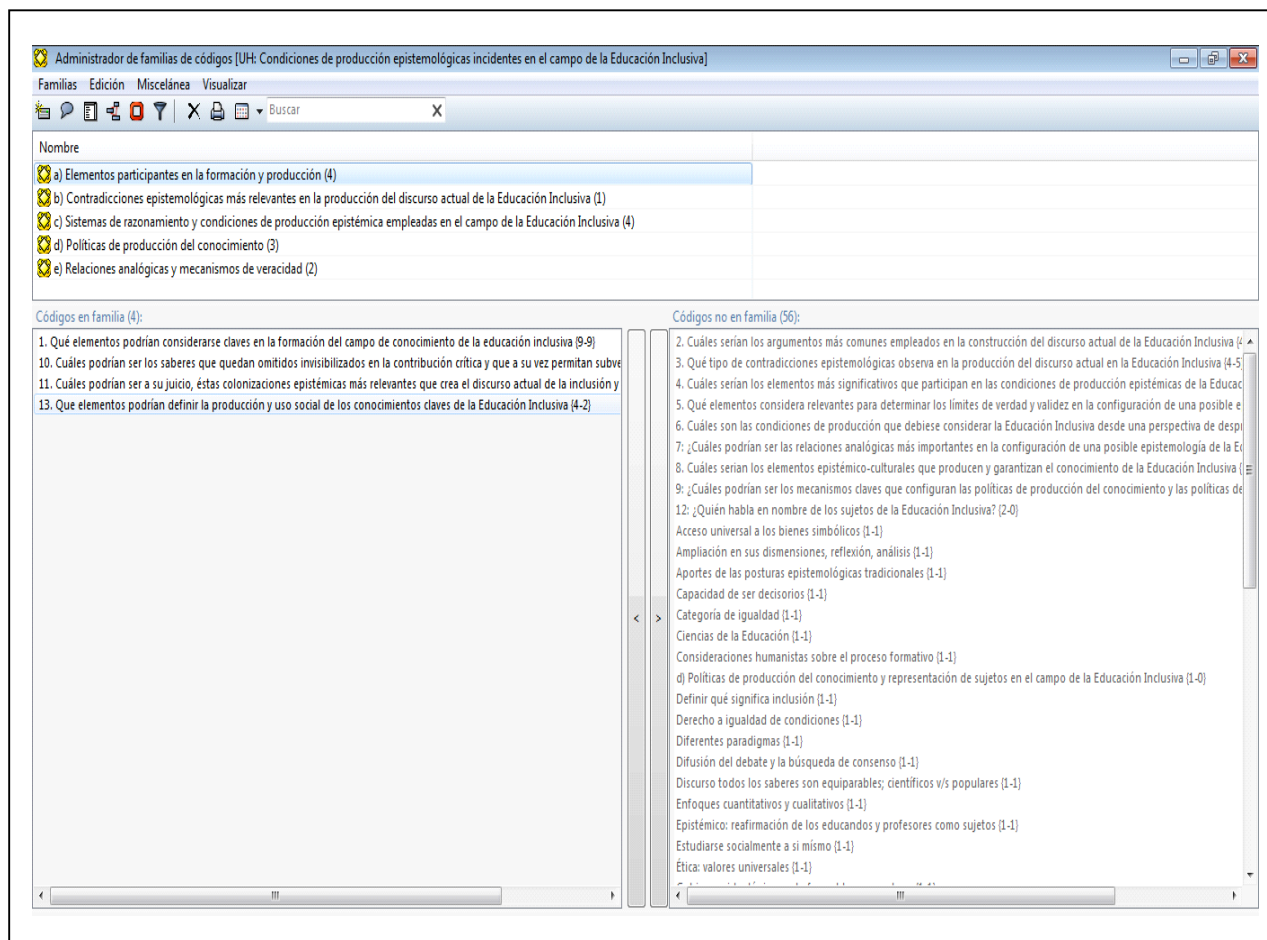 Administrador de familias de códigos [UH: Condiciones de producción epistemológicas incidentes en el campo de la Educación Inclusiva]
Familias Edición Miscelánea Visualizar
Buscar
Nombre
a) Elementos participantes en la formación y producción (4)
b) Contradicciones epistemológicas más relevantes en la producción del discurso actual de la Educación Inclusiva (1)
c) Sistemas de razonamiento y condiciones de producción epistémica empleadas en el campo de la Educación Inclusiva (4)
d) Políticas de producción del conocimiento (3)
e) Relaciones analógicas y mecanismos de veracidad (2)
Códigos en familia (4):
1. Qué elementos podrían considerarse claves en la formación del campo de conocimiento de la educación inclusiva {9-9}
10. Cuáles podrían ser los saberes que quedan omitidos invisibilizados en la contribución crítica y que a su vez permitan subve
11. Cuáles podrían ser a su juicio, éstas colonizaciones epistémicas más relevantes que crea el discurso actual de la inclusión y
13. Que elementos podrían definir la producción y uso social de los conocimientos claves de la Educación Inclusiva {4-2}
< >
Códigos no en familia (56):
2. Cuáles serían los argumentos más comunes empleados en la construcción del discurso actual de la Educación Inclusiva {4
3. Qué tipo de contradicciones epistemológicas observa en la producción del discurso actual en la Educación Inclusiva {4-5
4. Cuáles serían los elementos más significativos que participan en las condiciones de producción epistémicas de la Educac
5. Qué elementos considera relevantes para determinar los límites de verdad y validez en la configuración de una posible e
6. Cuáles son las condiciones de producción que debiese considerar la Educación Inclusiva desde una perspectiva de despr
7: ¿Cuáles podrían ser las relaciones analógicas más importantes en la configuración de una posible epistemología de la Ec
8. Cuáles serian los elementos epistémico-culturales que producen y garantizan el conocimiento de la Educación Inclusiva {
9: ¿Cuáles podrían ser los mecanismos claves que configuran las políticas de producción del conocimiento y las políticas de
12: ¿Quién habla en nombre de los sujetos de la Educación Inclusiva? {2-0}
Acceso universal a los bienes simbólicos {1-1}
Ampliación en sus dismensiones, reflexión, análisis {1-1}
Aportes de las posturas epistemológicas tradicionales {1-1}
Capacidad de ser decisorios {1-1}
Categoría de igualdad {1-1}
Ciencias de la Educación {1-1}
Consideraciones humanistas sobre el proceso formativo {1-1}
d) Políticas de producción del conocimiento y representación de sujetos en el campo de la Educación Inclusiva {1-0}
Definir qué significa inclusión {1-1}
Derecho a igualdad de condiciones {1-1}
Diferentes paradigmas {1-1}
Difusión del debate y la búsqueda de consenso {1-1}
Discurso todos los saberes son equiparables; científicos v/s populares {1-1}
Enfoques cuantitativos y cualitativos {1-1}
Epistémico: reafirmación de los educandos y profesores como sujetos {1-1}
Estudiarse socialmente a si mísmo {1-1}
Ética: valores universales {1-1}